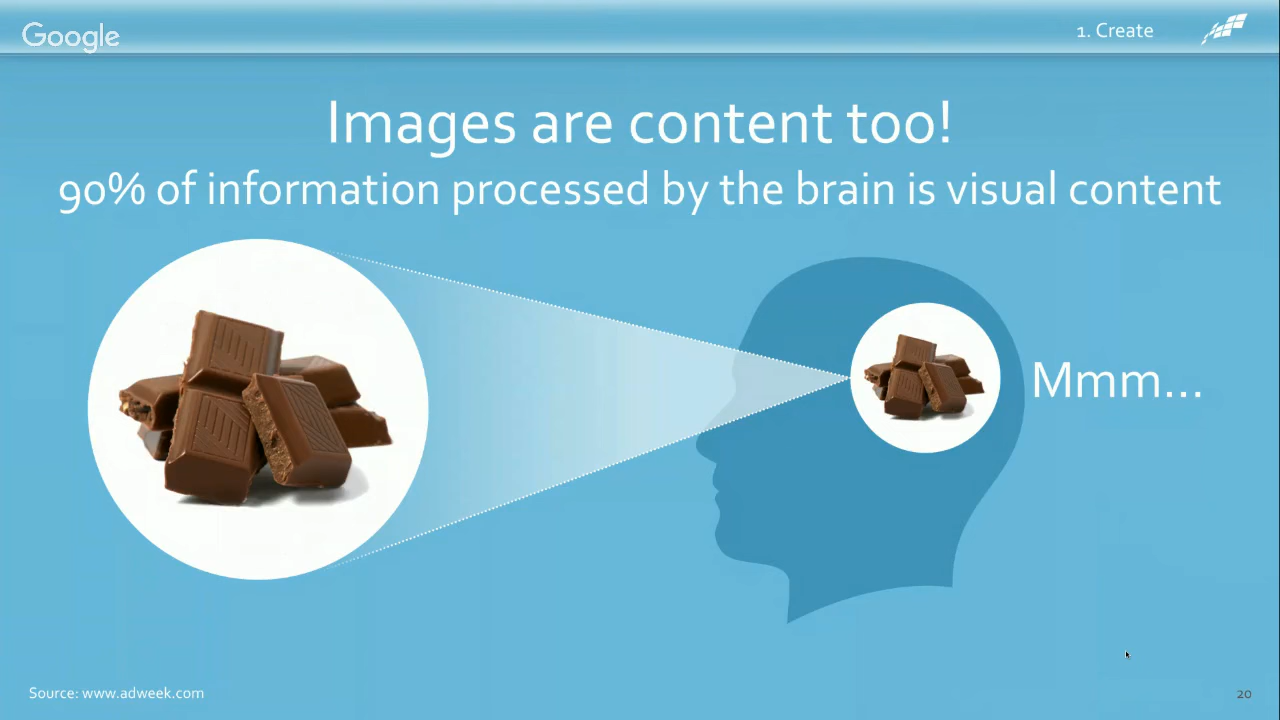 Google
1. Create
Images are content too!
90% of information processed by the brain is visual content
Mmm...
Source: www.adweek.com
20